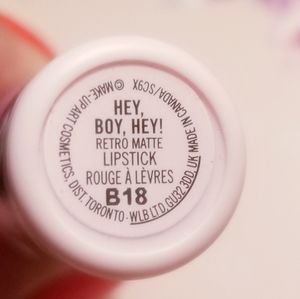 HEY,
BOY, HEY!
RETRO MATTE
LIPSTICK
ROUGE À LÈVRES
B18
© MAKE-UP ART COSMETICS, DIST. TORONTO · WLB LTD.GU32 3DD, UK MADE IN CANADA/SC9X